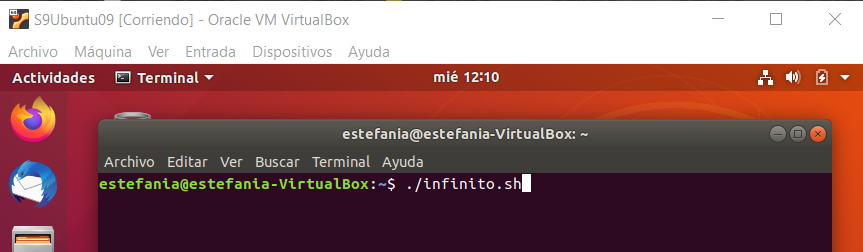 S9Ubuntu09 [Corriendo] - Oracle VM VirtualBox
Archivo Máquina Ver Entrada Dispositivos Ayuda
Actividades Terminal mié 12:10
estefania@estefania-VirtualBox: ~
Archivo Editar Ver Buscar Terminal Ayuda
estefania@estefania-VirtualBox:~$ ./infinito.sh